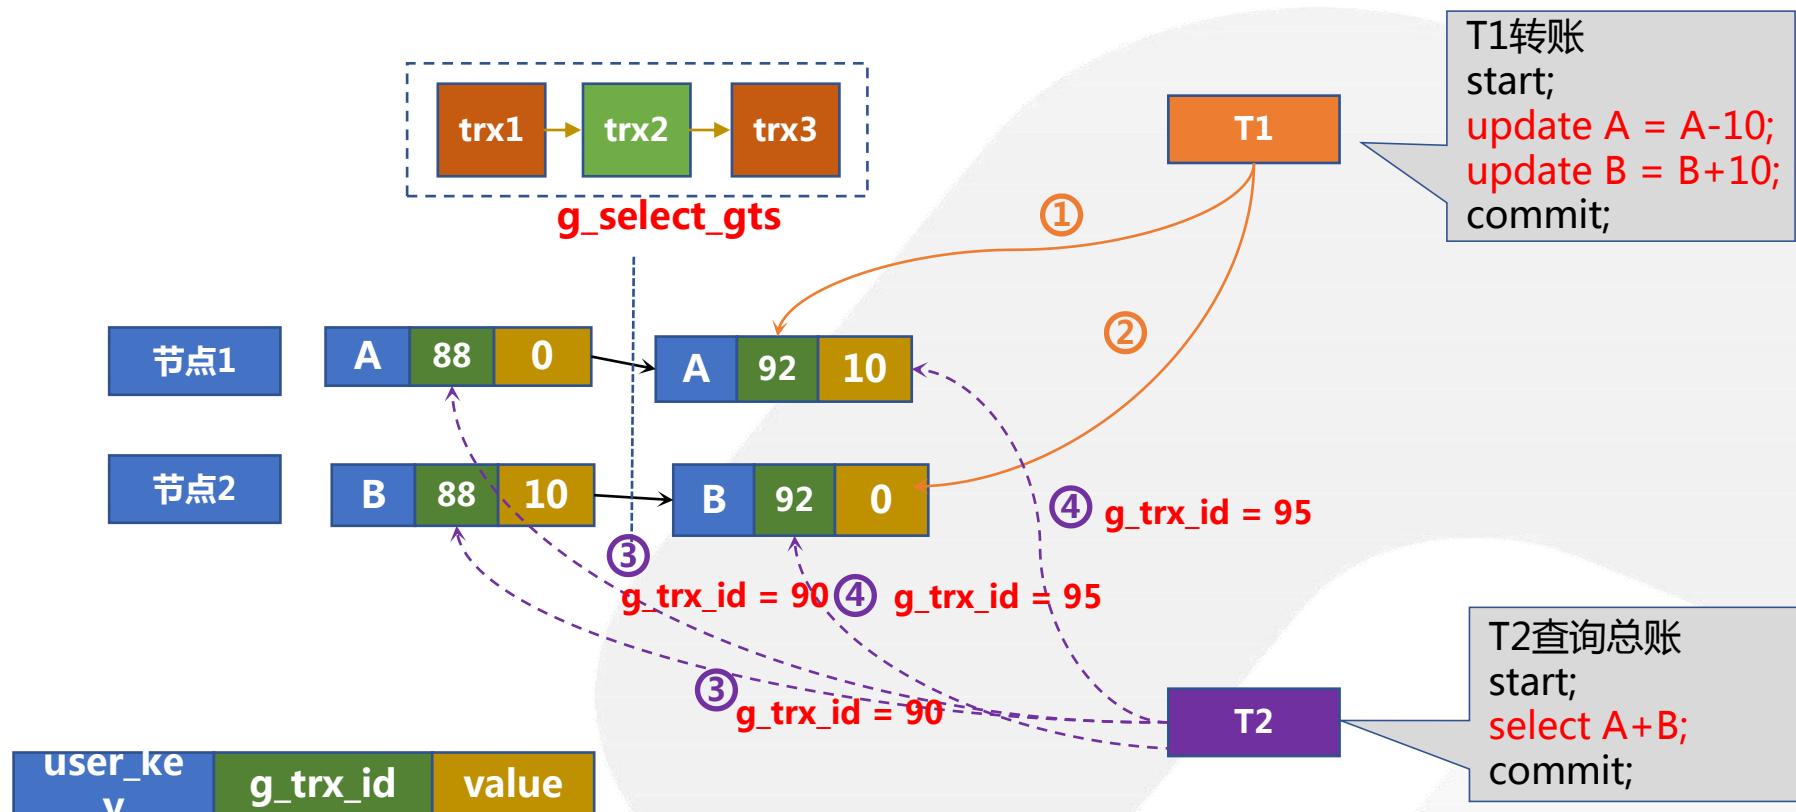 trx1
trx2
trx3
g_select_gts
T1
T1转账
start;
update A = A-10;
update B = B+10;
commit;
①
②
节点1
A
88
0
A
92
10
节点2
B
88
10
B
92
0
④
g_trx_id = 95
③
g_trx_id = 90
④
g_trx_id = 95
③
g_trx_id = 90
T2
T2查询总账
start;
select A+B;
commit;
user_ke
y
g_trx_id
value